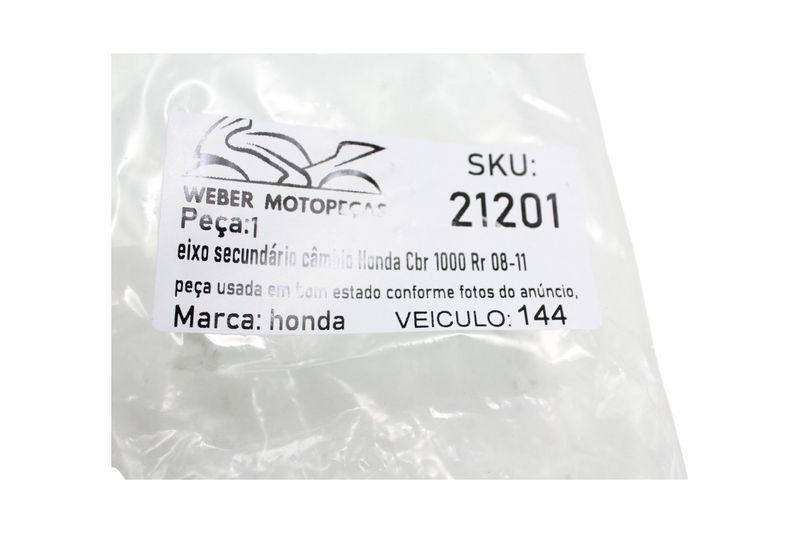 WEBER MOTOPEÇAS
SKU:
21201
Peça:1
eixo secundário câmbio Honda Cbr 1000 Rr 08-11
peça usada em bom estado conforme fotos do anúncio,
Marca: honda VEICULO: 144